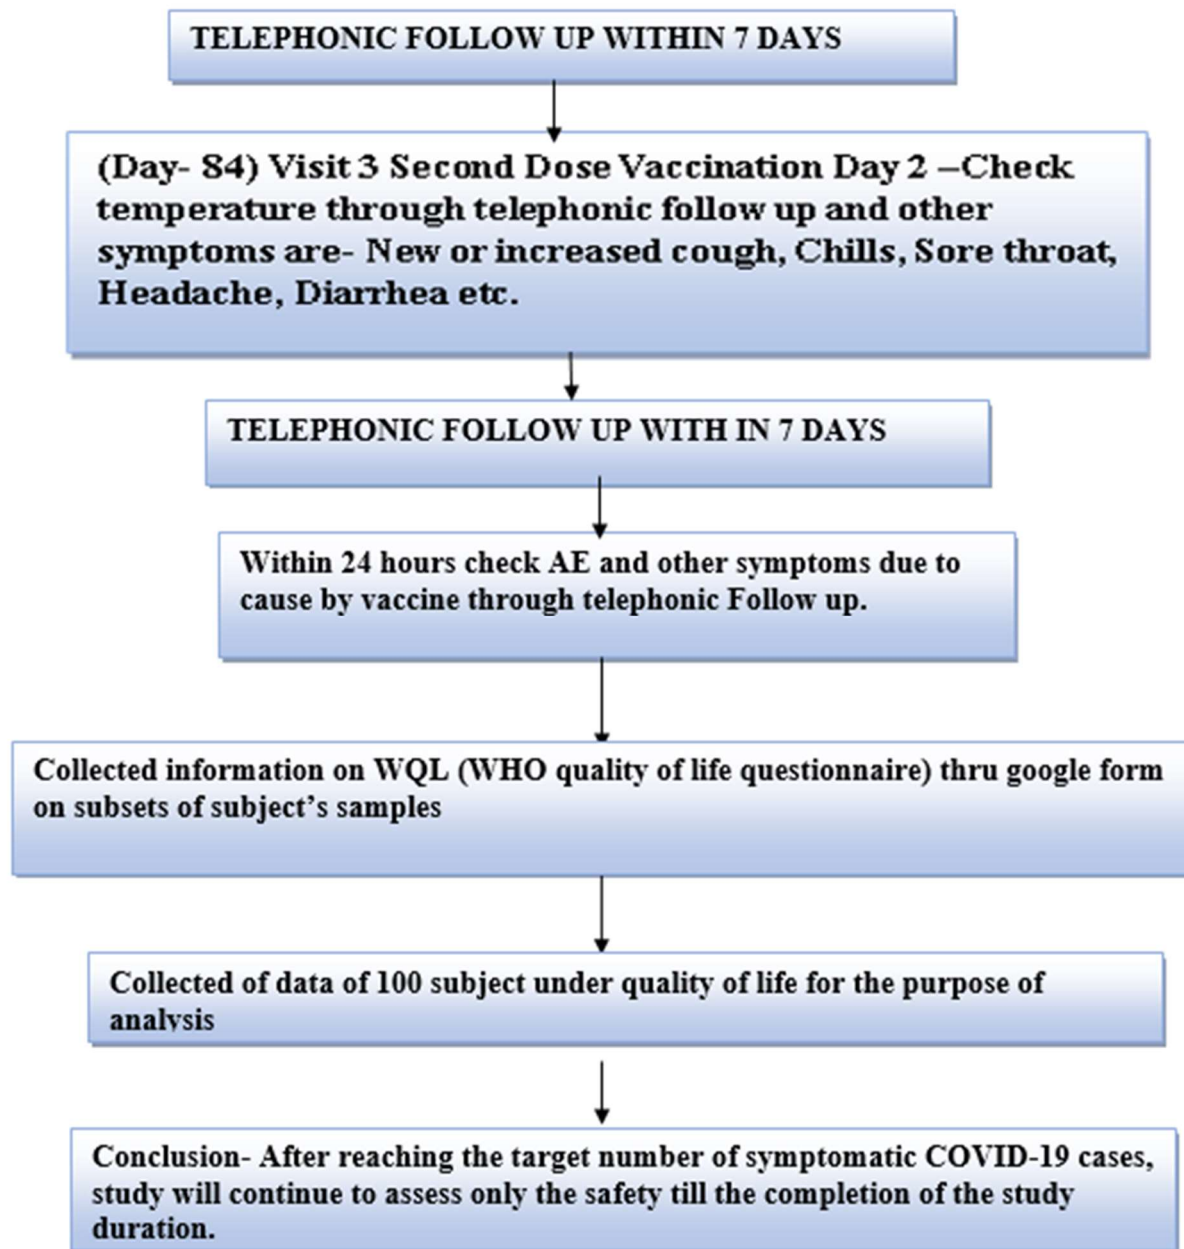 TELEPHONIC FOLLOW UP WITHIN 7 DAYS
(Day- 84) Visit 3 Second Dose Vaccination Day 2 –Check
temperature through telephonic follow up and other
symptoms are- New or increased cough, Chills, Sore throat,
Headache, Diarrhea etc.
TELEPHONIC FOLLOW UP WITH IN 7 DAYS
Within 24 hours check AE and other symptoms due to
cause by vaccine through telephonic Follow up.
Collected information on WQL (WHO quality of life questionnaire) thru google form
on subsets of subject’s samples
Collected of data of 100 subject under quality of life for the purpose of
analysis
Conclusion- After reaching the target number of symptomatic COVID-19 cases,
study will continue to assess only the safety till the completion of the study
duration.